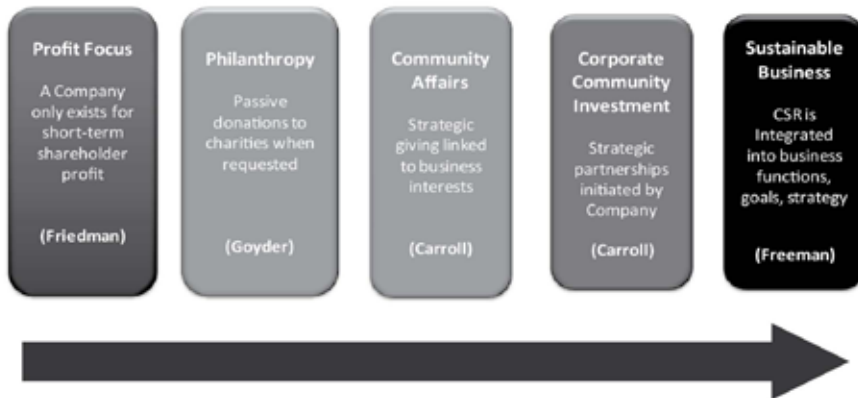 Profit Focus
A Company
only exists for
short-term
shareholder
profit
(Friedman)
Philanthropy
Passive
donations to
charities when
requested
(Goyder)
Community
Affairs
Strategic
giving linked
to business
interests
(Carroll)
Corporate
Community
Investment
Strategic
partnerships
initiated by
Company
(Carroll)
Sustainable
Business
CSR is
Integrated
into business
functions,
goals, strategy
(Freeman)